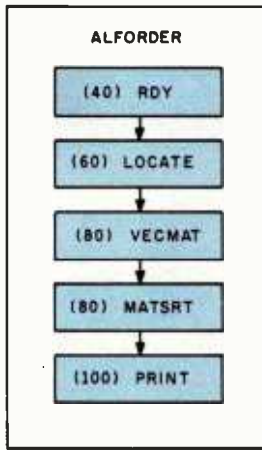 ALFORDER
(40) RDY
(60) LOCATE
(80) VECMAT
(80) MATSRT
(100) PRINT